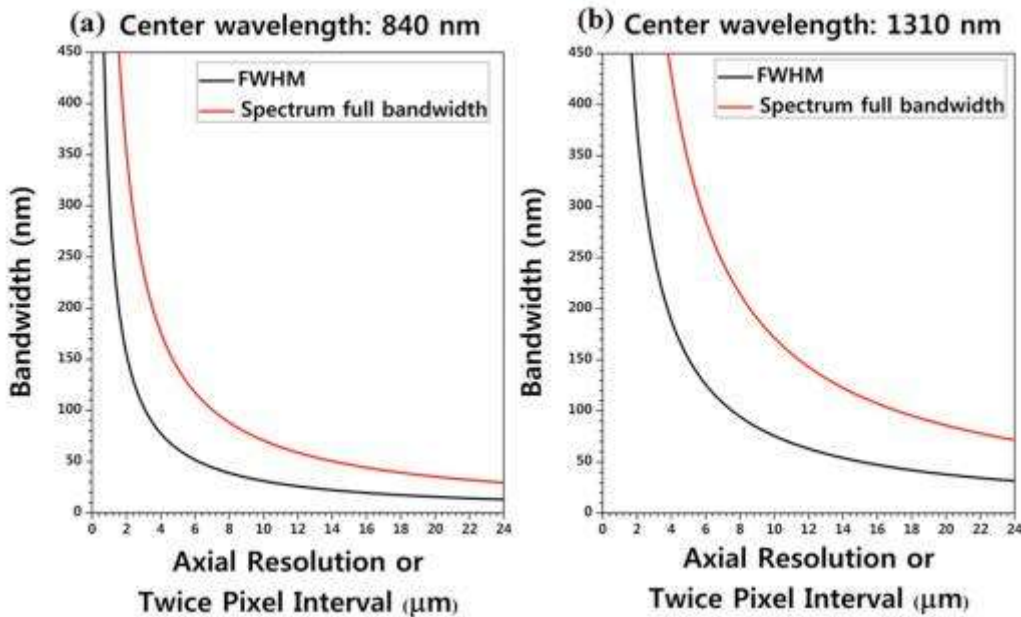 (a) Center wavelength: 840 nm
450
400
350
300
250
200
150
100
50
0
Bandwidth (nm)
FWHM
Spectrum full bandwidth
0 2 4 6 8 10 12 14 16 18 20 22 24
Axial Resolution or
Twice Pixel Interval (μm)
(b) Center wavelength: 1310 nm
450
400
350
300
250
200
150
100
50
0
Bandwidth (nm)
FWHM
Spectrum full bandwidth
0 2 4 6 8 10 12 14 16 18 20 22 24
Axial Resolution or
Twice Pixel Interval (μm)